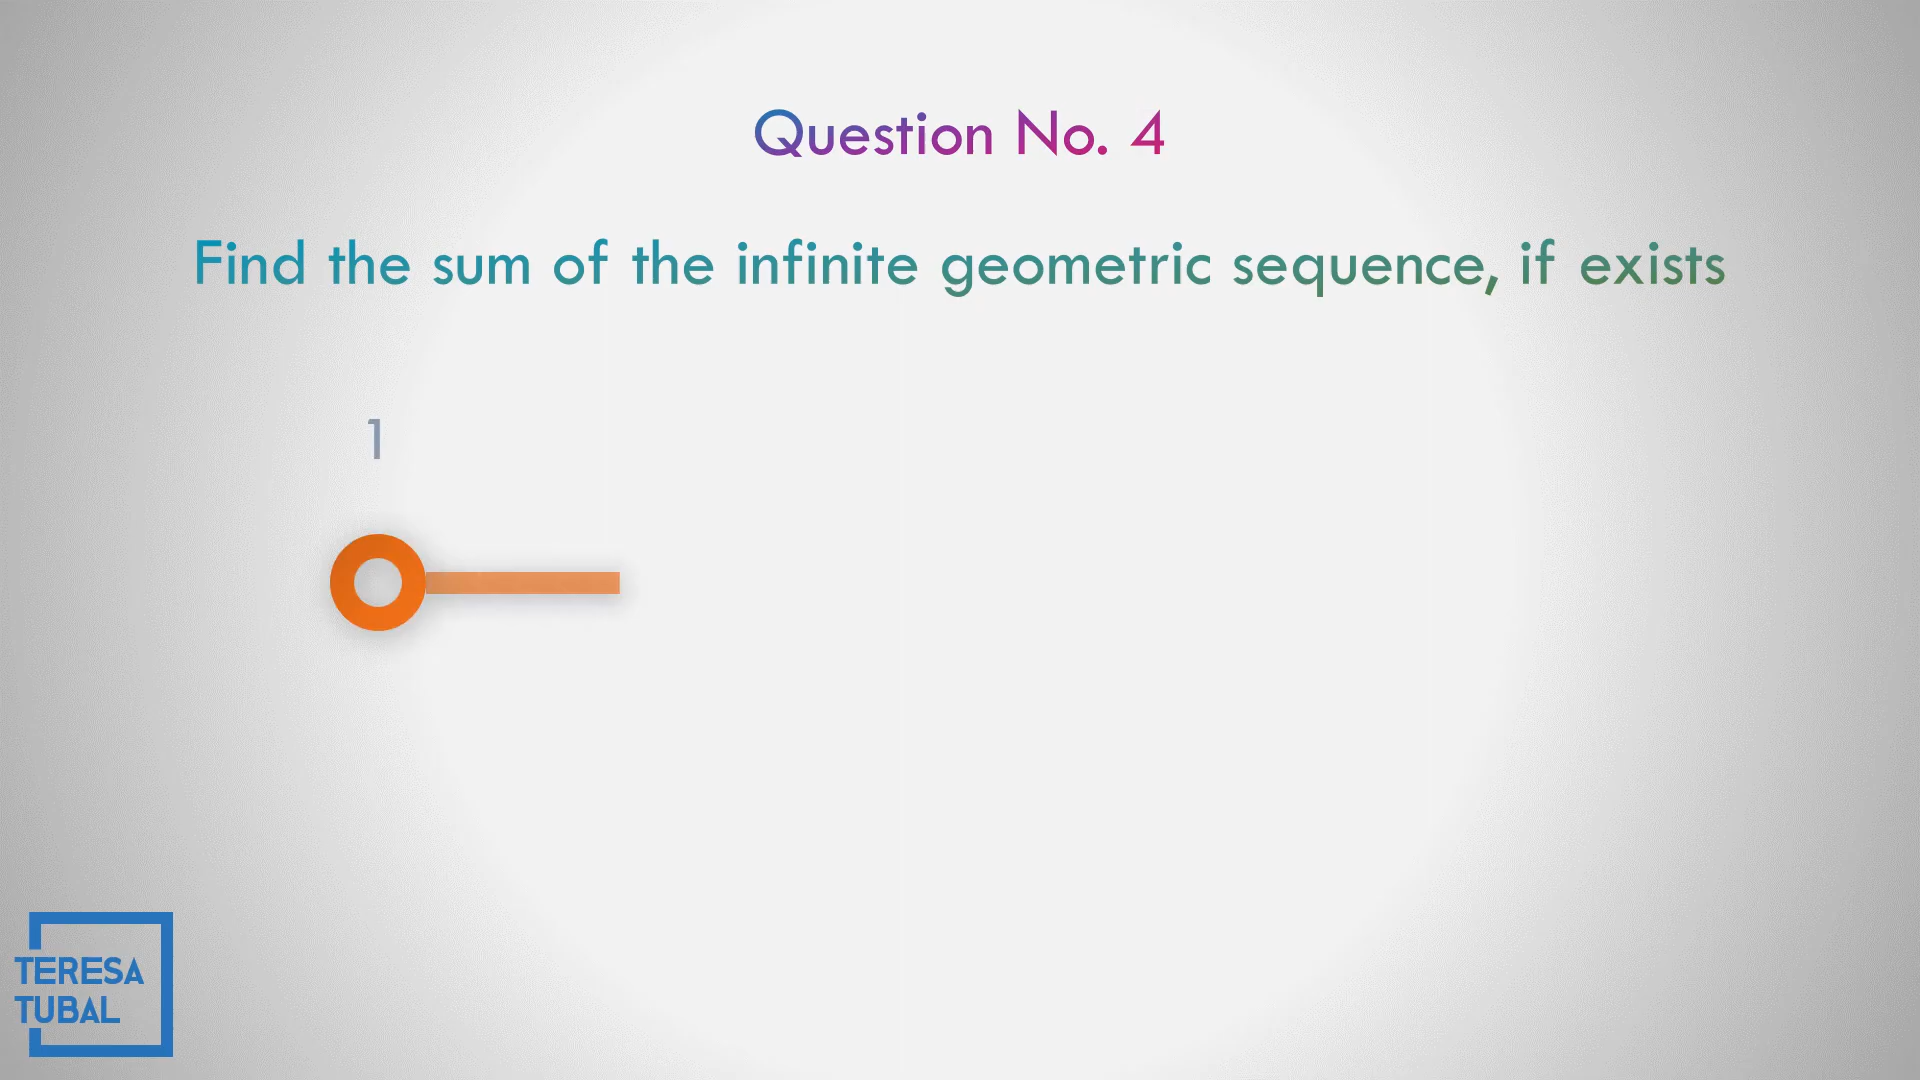 Question No. 4
Find the sum of the infinite geometric sequence, if exists
1
TERESA
TUBAL